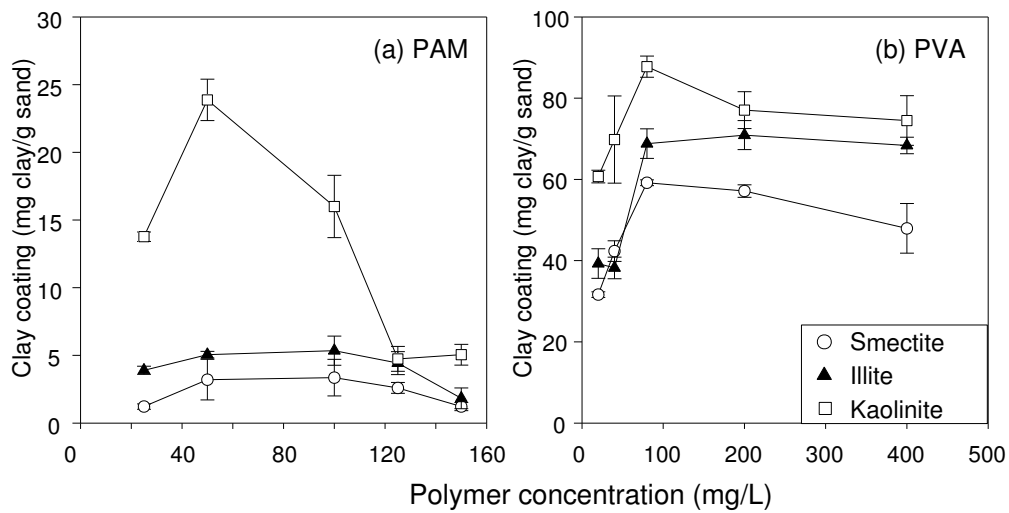 (a) PAM
Clay coating (mg clay/g sand)
30
25
20
15
10
5
0
0 40 80 120 160
(b) PVA
Clay coating (mg clay/g sand)
100
80
60
40
20
0
0 100 200 300 400 500
Smectite
Illite
Kaolinite
Polymer concentration (mg/L)